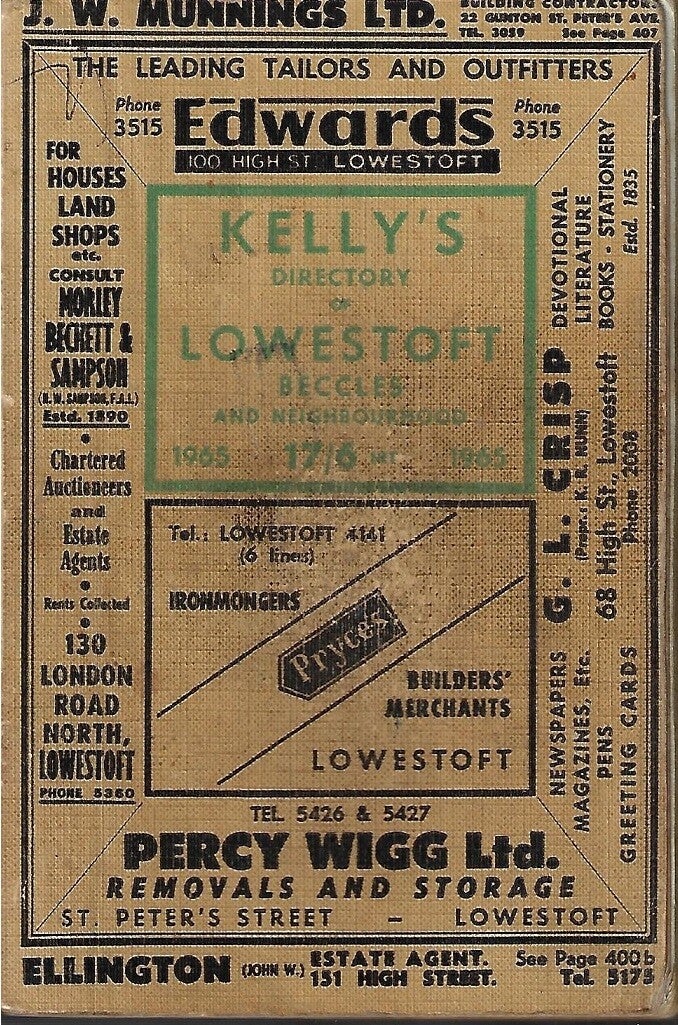 J. W. MUNNINGS LTD.
BUILDING CONTRACTORS
22 GUNTON ST. PETER'S AVE.
TEL. 3059 See Page 407
THE LEADING TAILORS AND OUTFITTERS
Phone
3515
Edwards
100 HIGH ST. LOWESTOFT
Phone
3515
FOR
HOUSES
LAND
SHOPS
etc.
CONSULT
MORLEY
BECKETT &
SAMPSON
(H. W. SAMPSON, F.A.L.)
Estd. 1890
•
Chartered
Auctioneers
and
Estate
Agents
•
Rents Collected
•
130
LONDON
ROAD
NORTH,
LOWESTOFT
PHONE 5360
KELLY'S
DIRECTORY
OF
LOWESTOFT
BECCLES
AND NEIGHBOURHOOD
1965 17/6 NET 1965
Tel.: LOWESTOFT 4141
(6 lines)
IRONMONGERS
Pryces
BUILDERS'
MERCHANTS
LOWESTOFT
G. L. CRISP
(Propr.: K. R. NUNN)
68 High St., Lowestoft
Phone 2608
DEVOTIONAL
LITERATURE
BOOKS - STATIONERY
Estd. 1835
NEWSPAPERS
MAGAZINES, Etc.
PENS
GREETING CARDS
TEL. 5426 & 5427
PERCY WIGG Ltd.
REMOVALS AND STORAGE
ST. PETER'S STREET – LOWESTOFT
ELLINGTON (JOHN W.)
ESTATE AGENT.
151 HIGH STREET.
See Page 400b
Tel. 5175